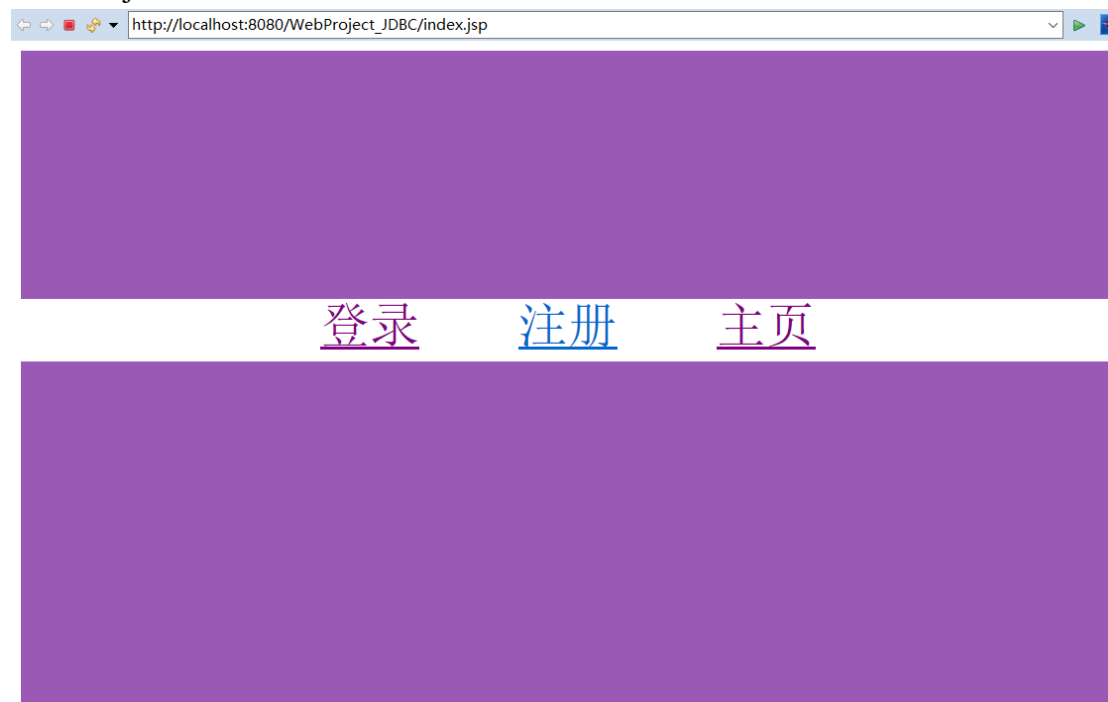 http://localhost:8080/WebProject_JDBC/index.jsp
登录 注册 主页